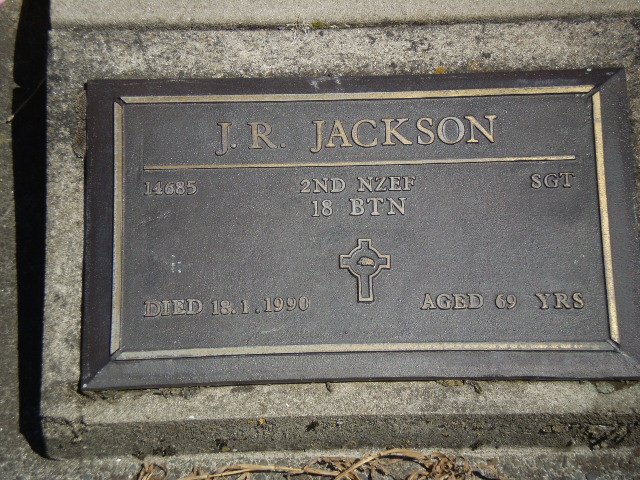 J. R. JACKSON
14685 2ND NZEF SGT
18 BTN
DIED 18.1.1990 AGED 69 YRS